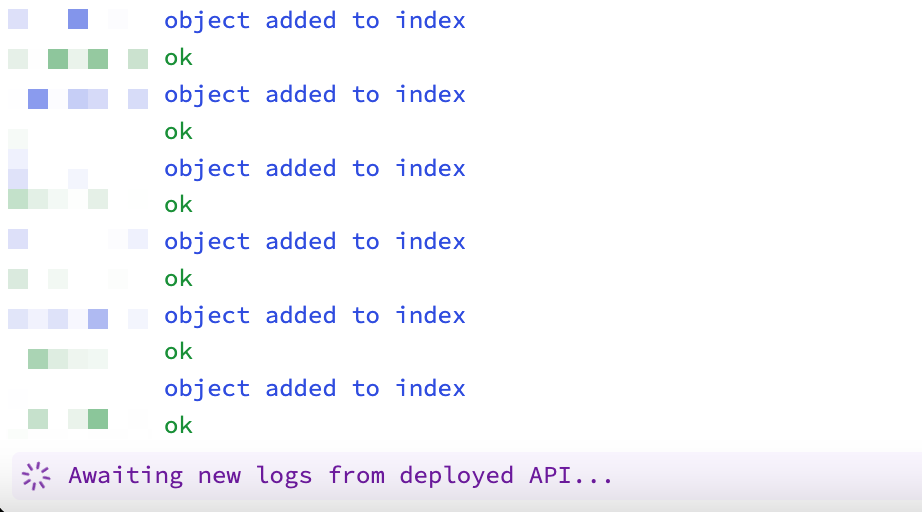 object added to index
ok
object added to index
ok
object added to index
ok
object added to index
ok
object added to index
ok
object added to index
ok
Awaiting new logs from deployed API...